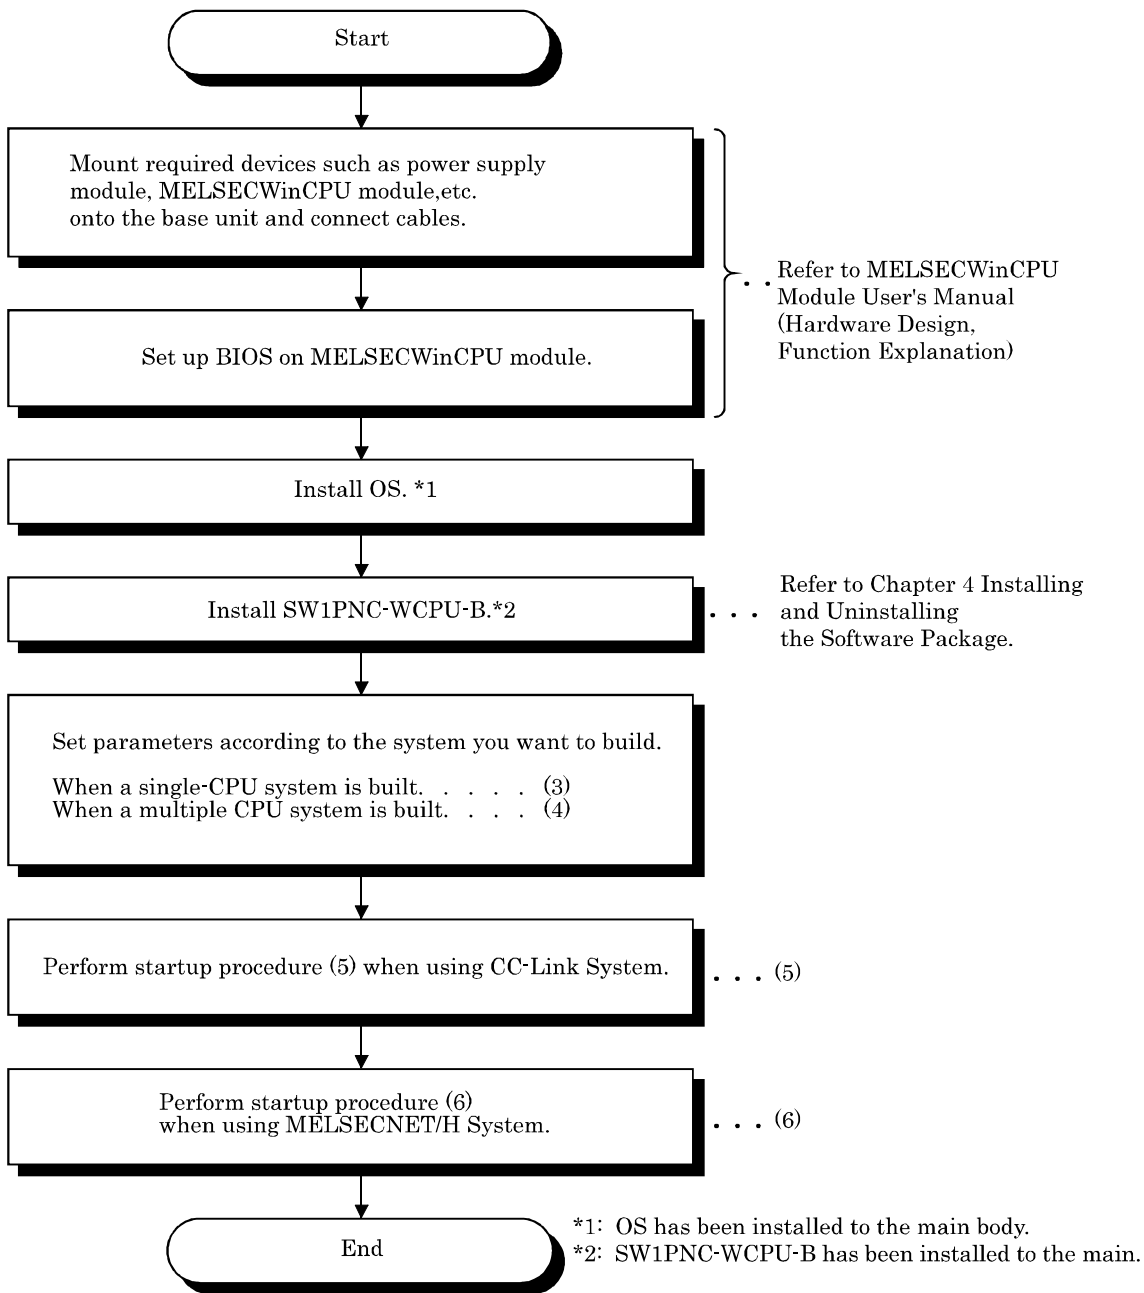 Start
Mount required devices such as power supply
module, MELSECWinCPU module,etc.
onto the base unit and connect cables.
Set up BIOS on MELSECWinCPU module.
. . Refer to MELSECWinCPU
Module User's Manual
(Hardware Design,
Function Explanation)
Install OS. *1
Install SW1PNC-WCPU-B.*2
. . . Refer to Chapter 4 Installing
and Uninstalling
the Software Package.
Set parameters according to the system you want to build.
When a single-CPU system is built. . . . . (3)
When a multiple CPU system is built. . . . (4)
Perform startup procedure (5) when using CC-Link System.
. . . (5)
Perform startup procedure (6)
when using MELSECNET/H System.
. . . (6)
End
*1: OS has been installed to the main body.
*2: SW1PNC-WCPU-B has been installed to the main.